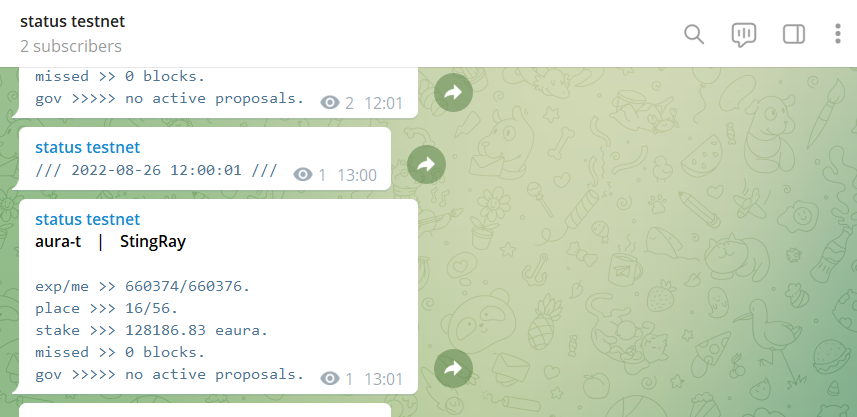 status testnet
2 subscribers
missed >> 0 blocks.
gov >>>>> no active proposals. 2 12:01
status testnet
/// 2022-08-26 12:00:01 /// 1 13:00
status testnet
aura-t | StingRay
exp/me >> 660374/660376.
place >>> 16/56.
stake >>> 128186.83 eaura.
missed >> 0 blocks.
gov >>>>> no active proposals. 1 13:01